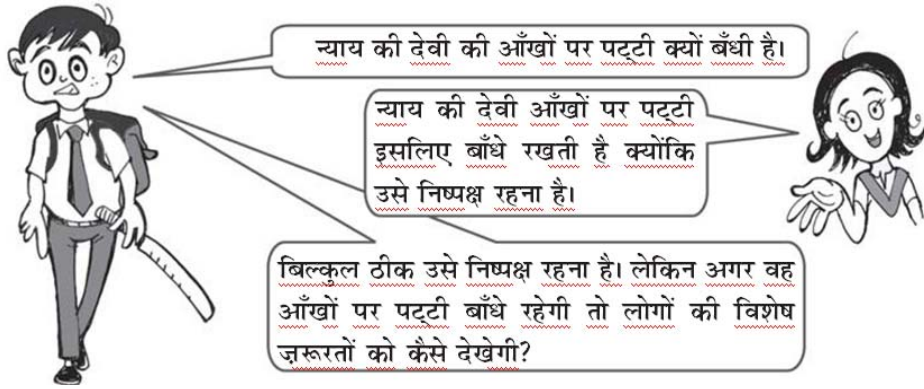 न्याय की देवी की आँखों पर पट्टी क्यों बँधी है।
न्याय की देवी आँखों पर पट्टी
इसलिए बाँधे रखती है क्योंकि
उसे निष्पक्ष रहना है।
बिल्कुल ठीक उसे निष्पक्ष रहना है। लेकिन अगर वह
आँखों पर पट्टी बाँधे रहेगी तो लोगों की विशेष
ज़रूरतों को कैसे देखेगी?